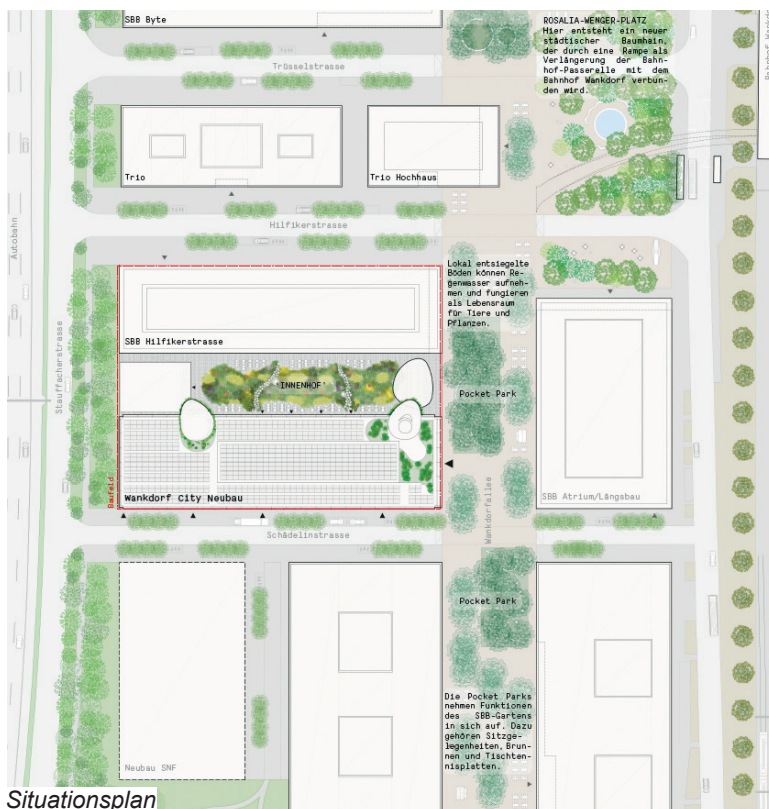 SBB Byte
ROSALIA-WENGER-PLATZ
Hier entsteht ein neuer
städtischer Baumhain,
der durch eine Rampe als
Verlängerung der Bahn-
hof-Passerelle mit dem
Bahnhof Wankdorf verbun-
den wird.
Trüsselstrasse
Trio
Trio Hochhaus
Hilfikerstrasse
Autobahn
Stauffacherstrasse
Lokal entsiegelte
Böden können Re-
genwasser aufneh-
men und fungieren
als Lebensraum
für Tiere und
Pflanzen.
SBB Hilfikerstrasse
'INNENHOF'
Pocket Park
Baufeld
Wankdorf City Neubau
SBB Atrium/Längsbau
Wankdorfallee
Schädelinstrasse
Pocket Park
Die Pocket Parks
nehmen Funktionen
des SBB-Gartens
in sich auf. Dazu
gehören Sitzge-
legenheiten, Brun-
nen und Tischten-
nisplatten.
Neubau SNF
Situationsplan